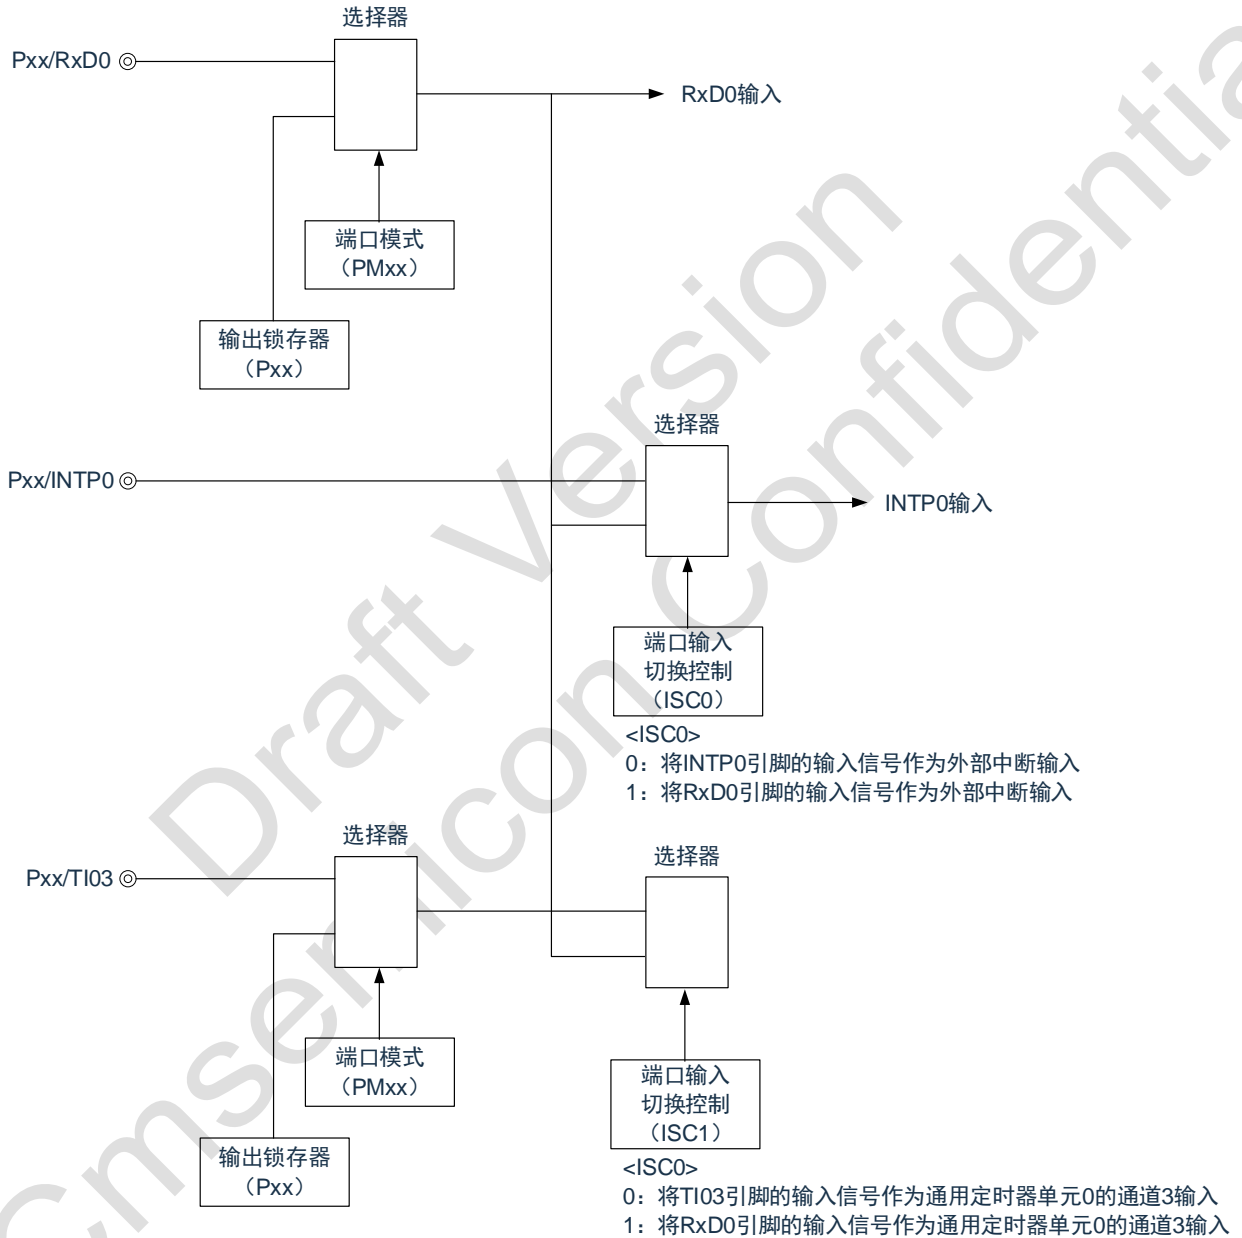 选择器
Pxx/RxD0
RxD0输入
端口模式
（PMxx）
输出锁存器
（Pxx）
选择器
Pxx/INTP0
INTP0输入
端口输入
切换控制
（ISC0）
<ISC0>
0：将INTP0引脚的输入信号作为外部中断输入
1：将RxD0引脚的输入信号作为外部中断输入
选择器
选择器
Pxx/TI03
端口模式
（PMxx）
端口输入
切换控制
（ISC1）
输出锁存器
（Pxx）
<ISC0>
0：将TI03引脚的输入信号作为通用定时器单元0的通道3输入
1：将RxD0引脚的输入信号作为通用定时器单元0的通道3输入
Draft Version
Cmsemicon Confidential